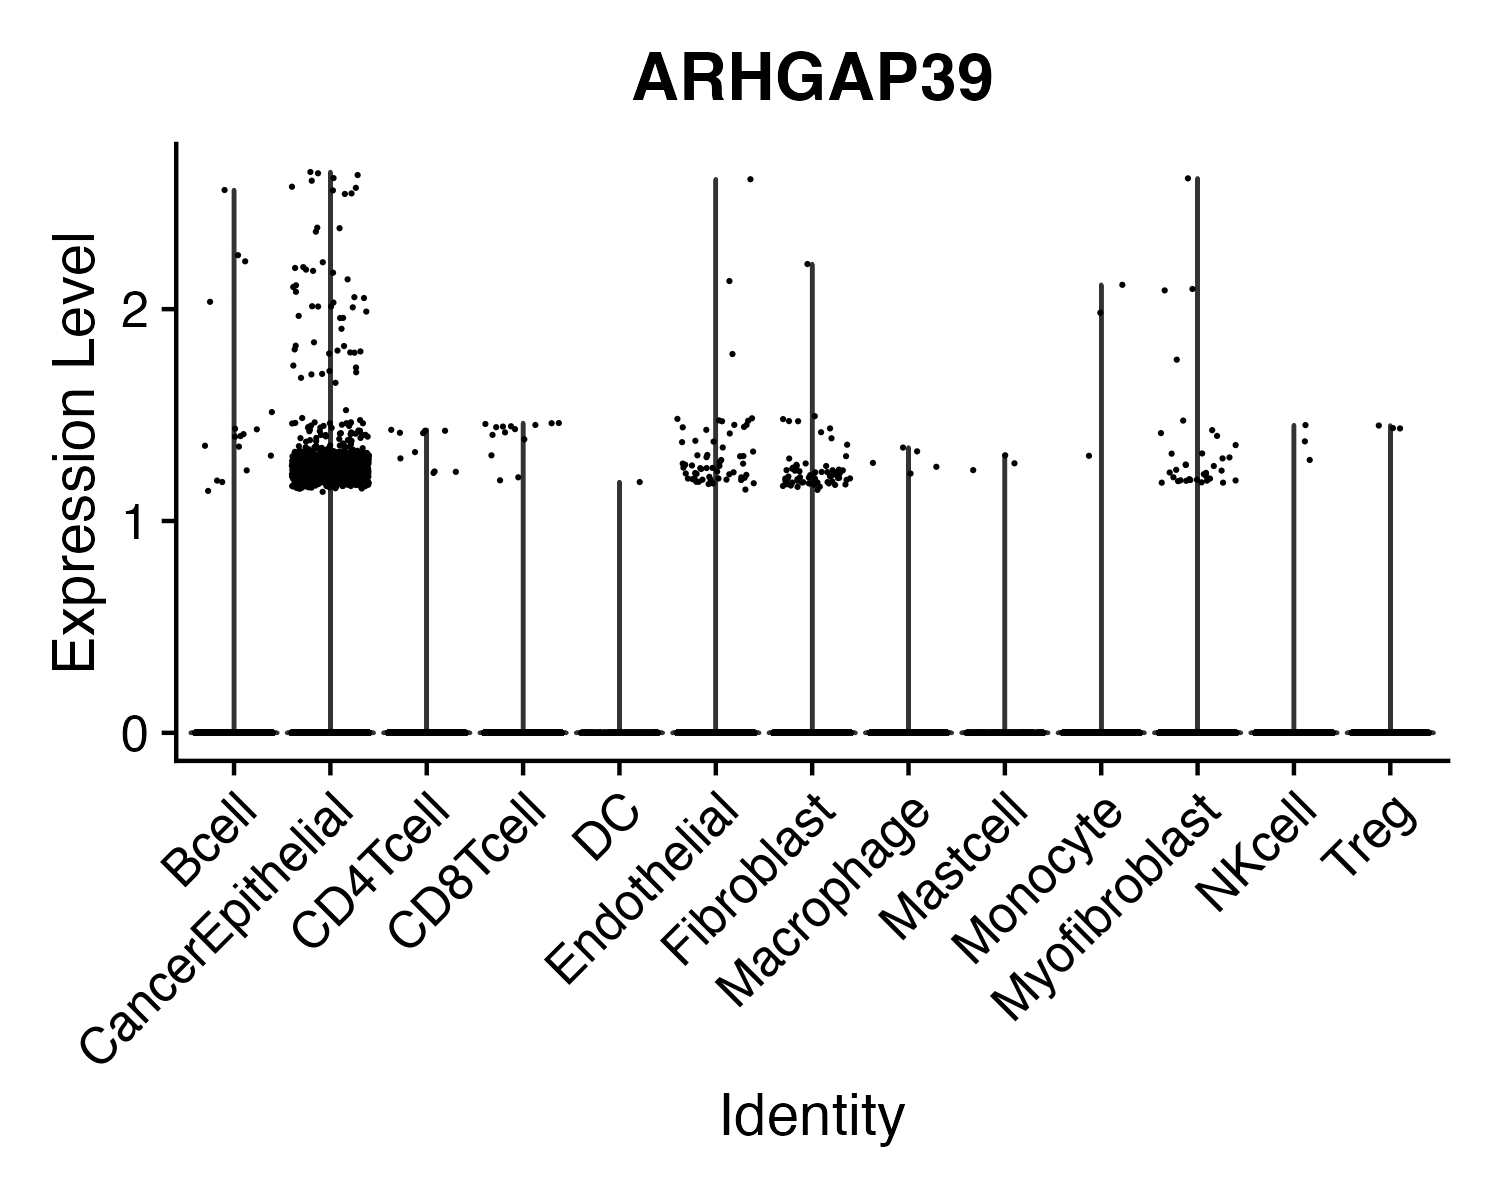 ARHGAP39
Expression Level
2
1
0
Bcell
CancerEpithelial
CD4Tcell
CD8Tcell
DC
Endothelial
Fibroblast
Macrophage
Mastcell
Monocyte
Myofibroblast
NKcell
Treg
Identity